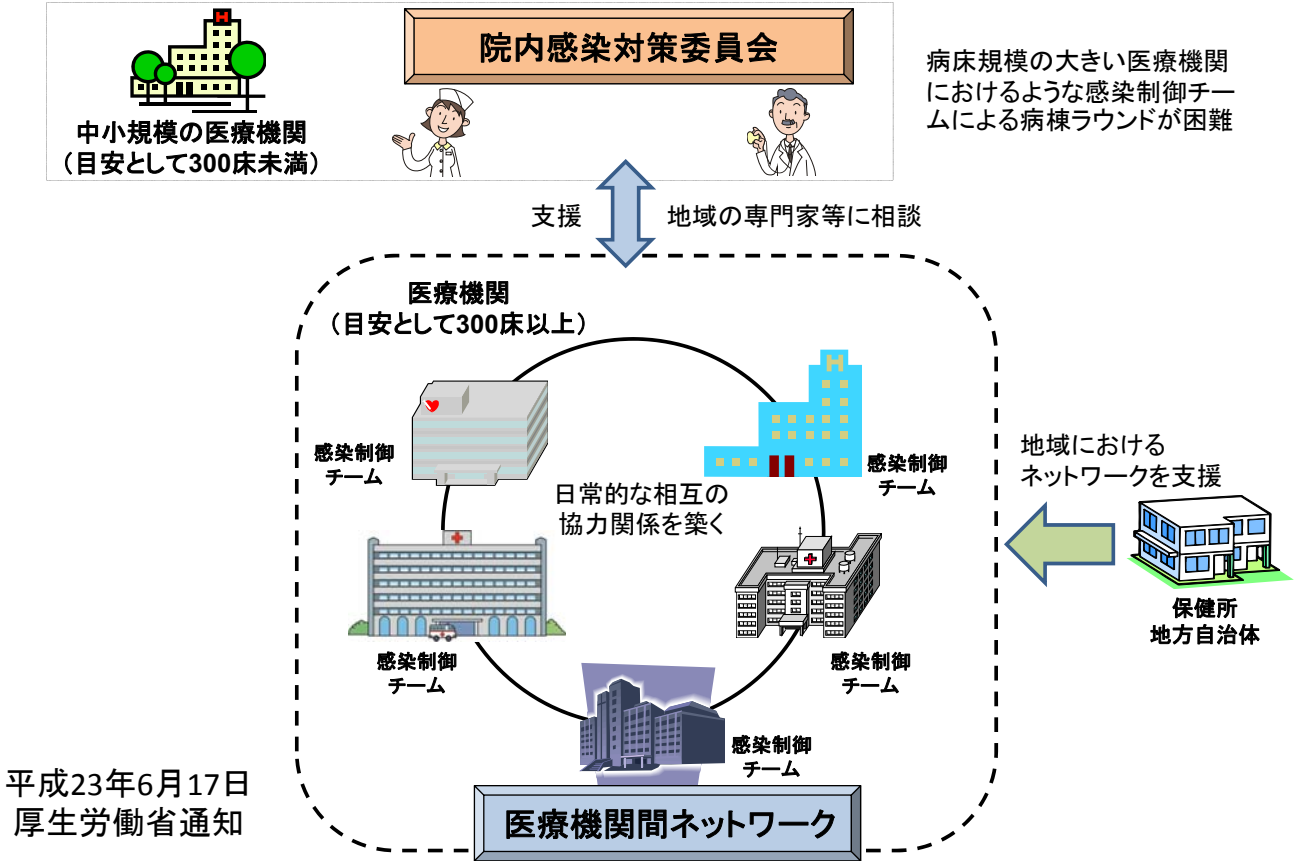 H
院内感染対策委員会
中小規模の医療機関
（目安として300床未満）
病床規模の大きい医療機関
におけるような感染制御チー
ムによる病棟ラウンドが困難
支援
地域の専門家等に相談
医療機関
（目安として300床以上）
H
感染制御
チーム
感染制御
チーム
日常的な相互の
協力関係を築く
感染制御
チーム
感染制御
チーム
感染制御
チーム
地域における
ネットワークを支援
保健所
地方自治体
平成23年6月17日
厚生労働省通知
医療機関間ネットワーク